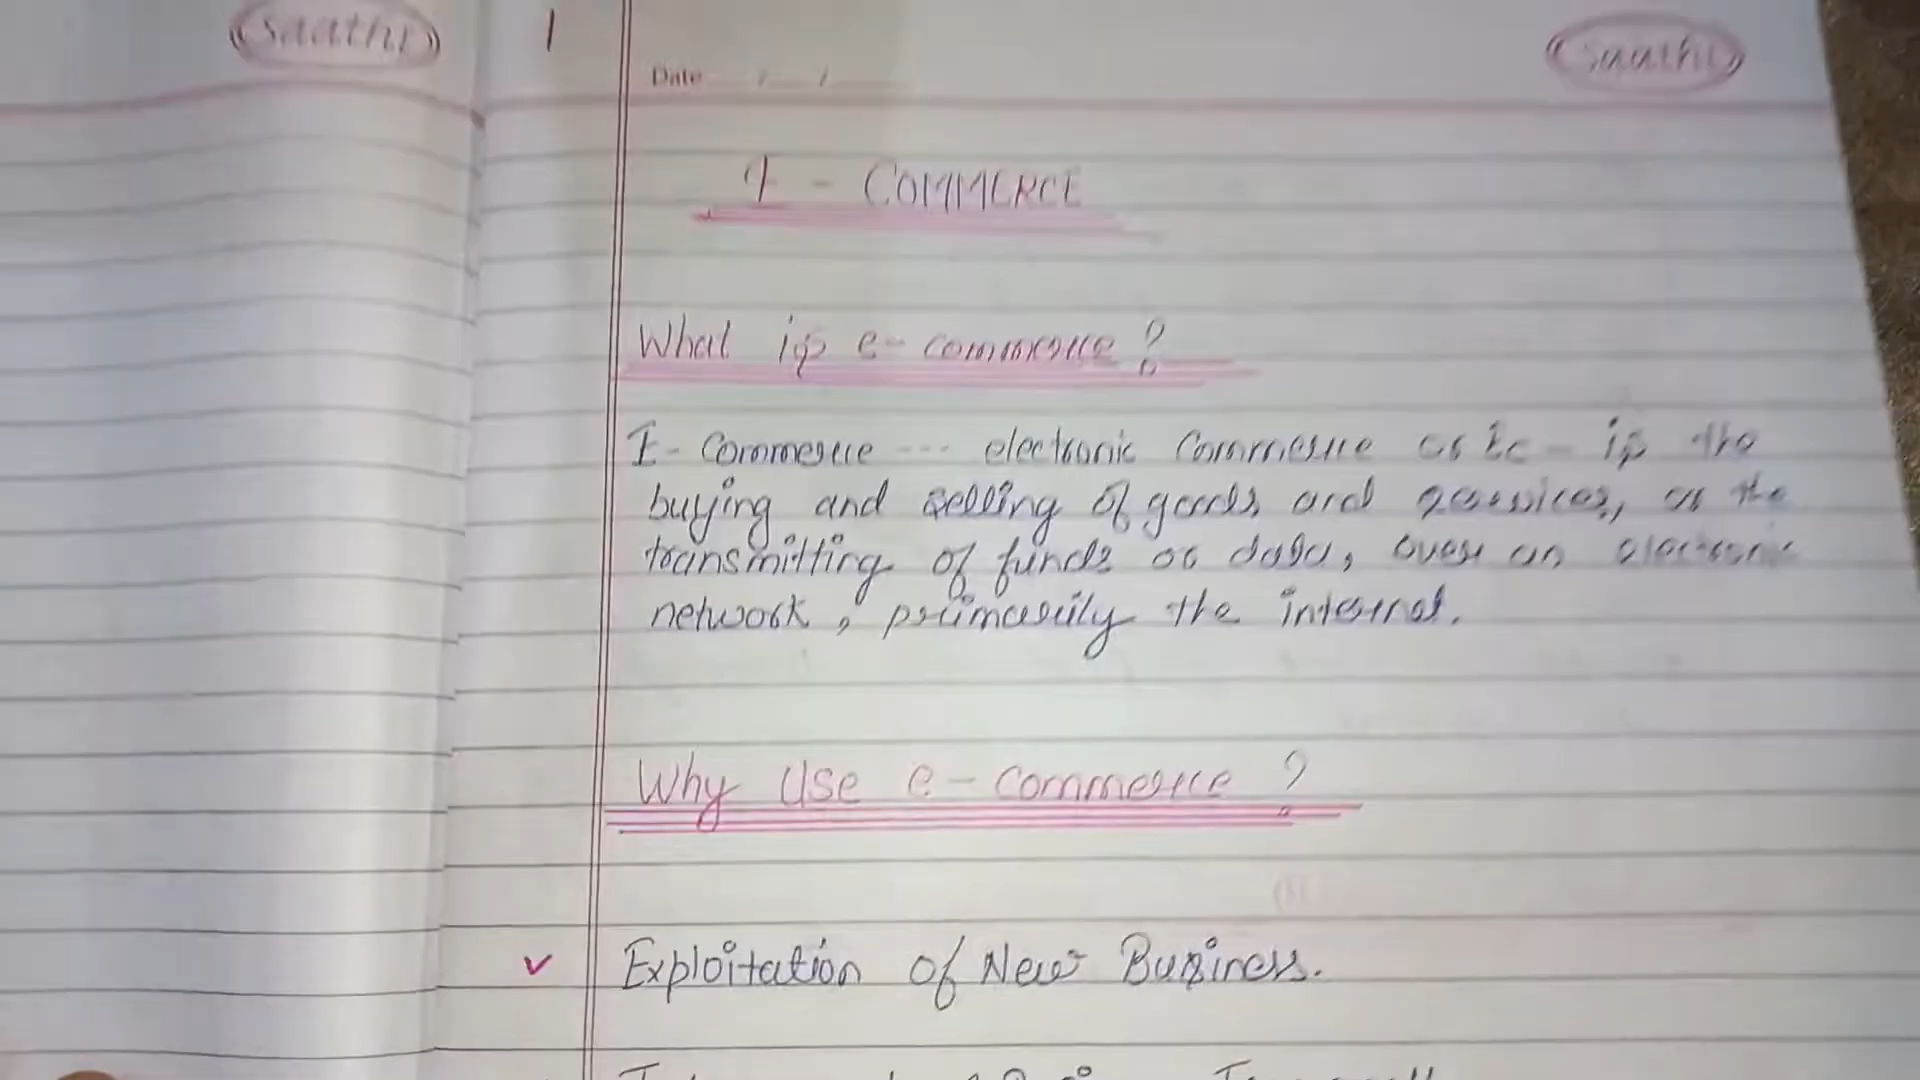 saathi
1
saathi
Date / /
E - COMMERCE
What is e-commerce?
E-Commerce --- electronic Commerce or Ec - is the
buying and selling of goods and services, or the
transmitting of funds or data, over an electronic
network, primarily the internet.
Why Use e-commerce ?
✓ Exploitation of New Business.